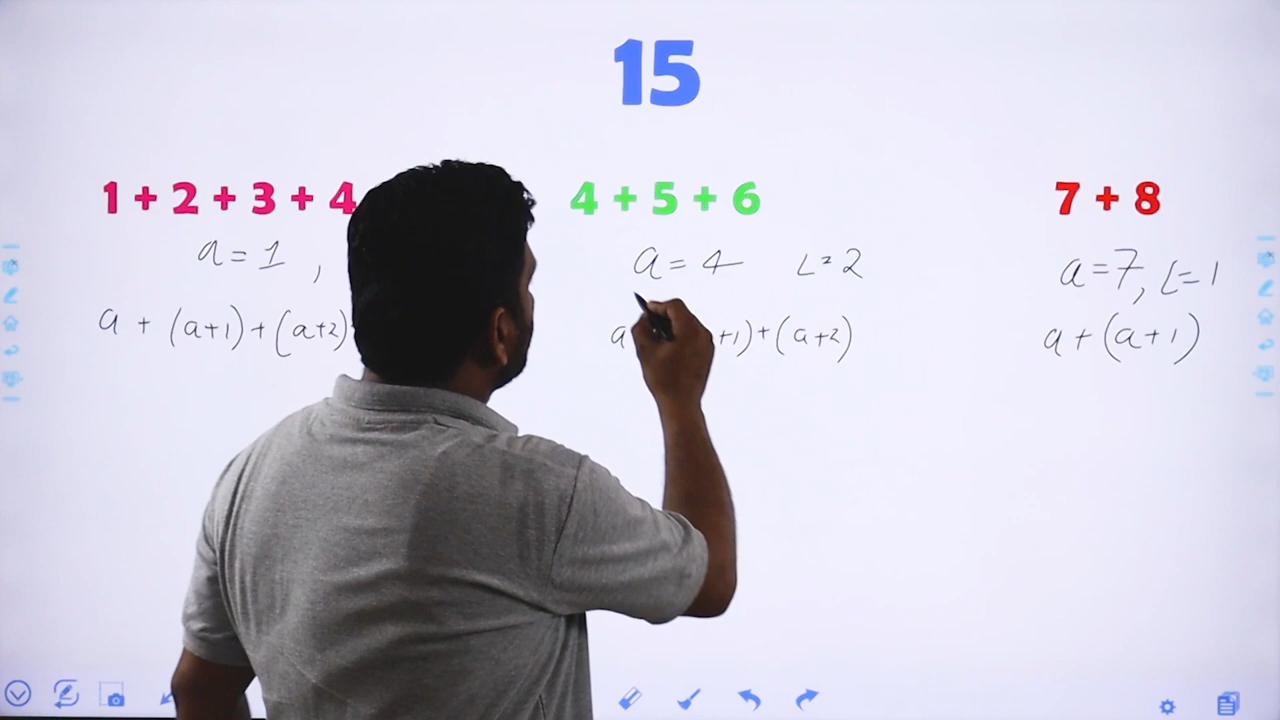 15
1 + 2 + 3 + 4
4 + 5 + 6
7 + 8
a = 1 ,
a = 4 L = 2
a = 7, L = 1
a + (a+1) + (a+2)
a +1) + (a+2)
a + (a+1)